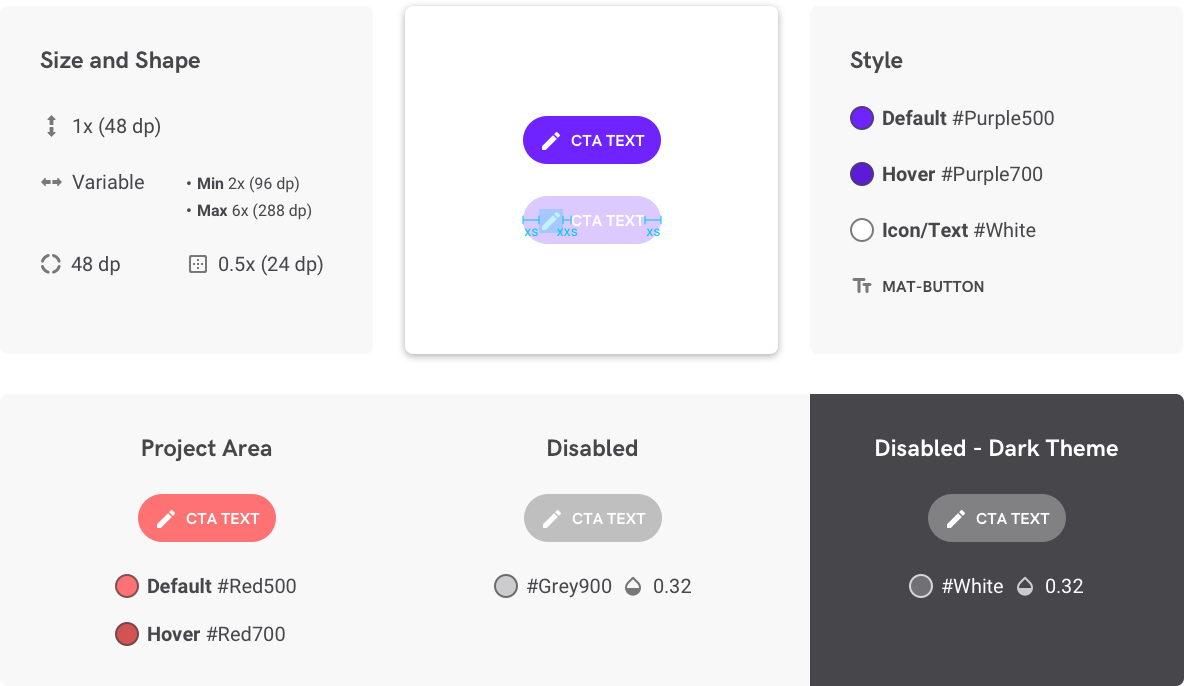 Size and Shape
1x (48 dp)
Variable
• Min 2x (96 dp)
• Max 6x (288 dp)
48 dp
0.5x (24 dp)
CTA TEXT
CTA TEXT
XS
XXS
XS
Style
Default #Purple500
Hover #Purple700
Icon/Text #White
Tт MAT-BUTTON
Project Area
CTA TEXT
Default #Red500
Hover #Red700
Disabled
CTA TEXT
#Grey900 0.32
Disabled - Dark Theme
CTA TEXT
#White 0.32